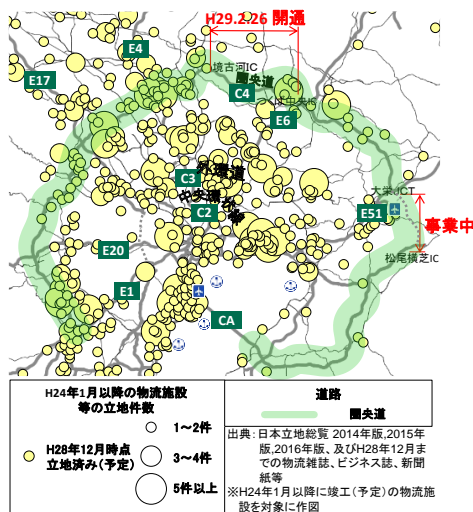 H29.2.26 開通
E4
境古河IC
E17
圏央道
C4
つくば中央IC
E6
外環道
C3
中央環状線
C2
大栄JCT
E51
事業中
E20
松尾横芝IC
E1
CA
H24年1月以降の物流施設
等の立地件数
H28年12月時点
立地済み(予定)
1~2件
3~4件
5件以上
道路
圏央道
出典：日本立地総覧 2014年版,2015年
版,2016年版、及びH28年12月ま
での物流雑誌、ビジネス誌、新聞
紙等
※H24年1月以降に竣工(予定)の物流施
設を対象に作図